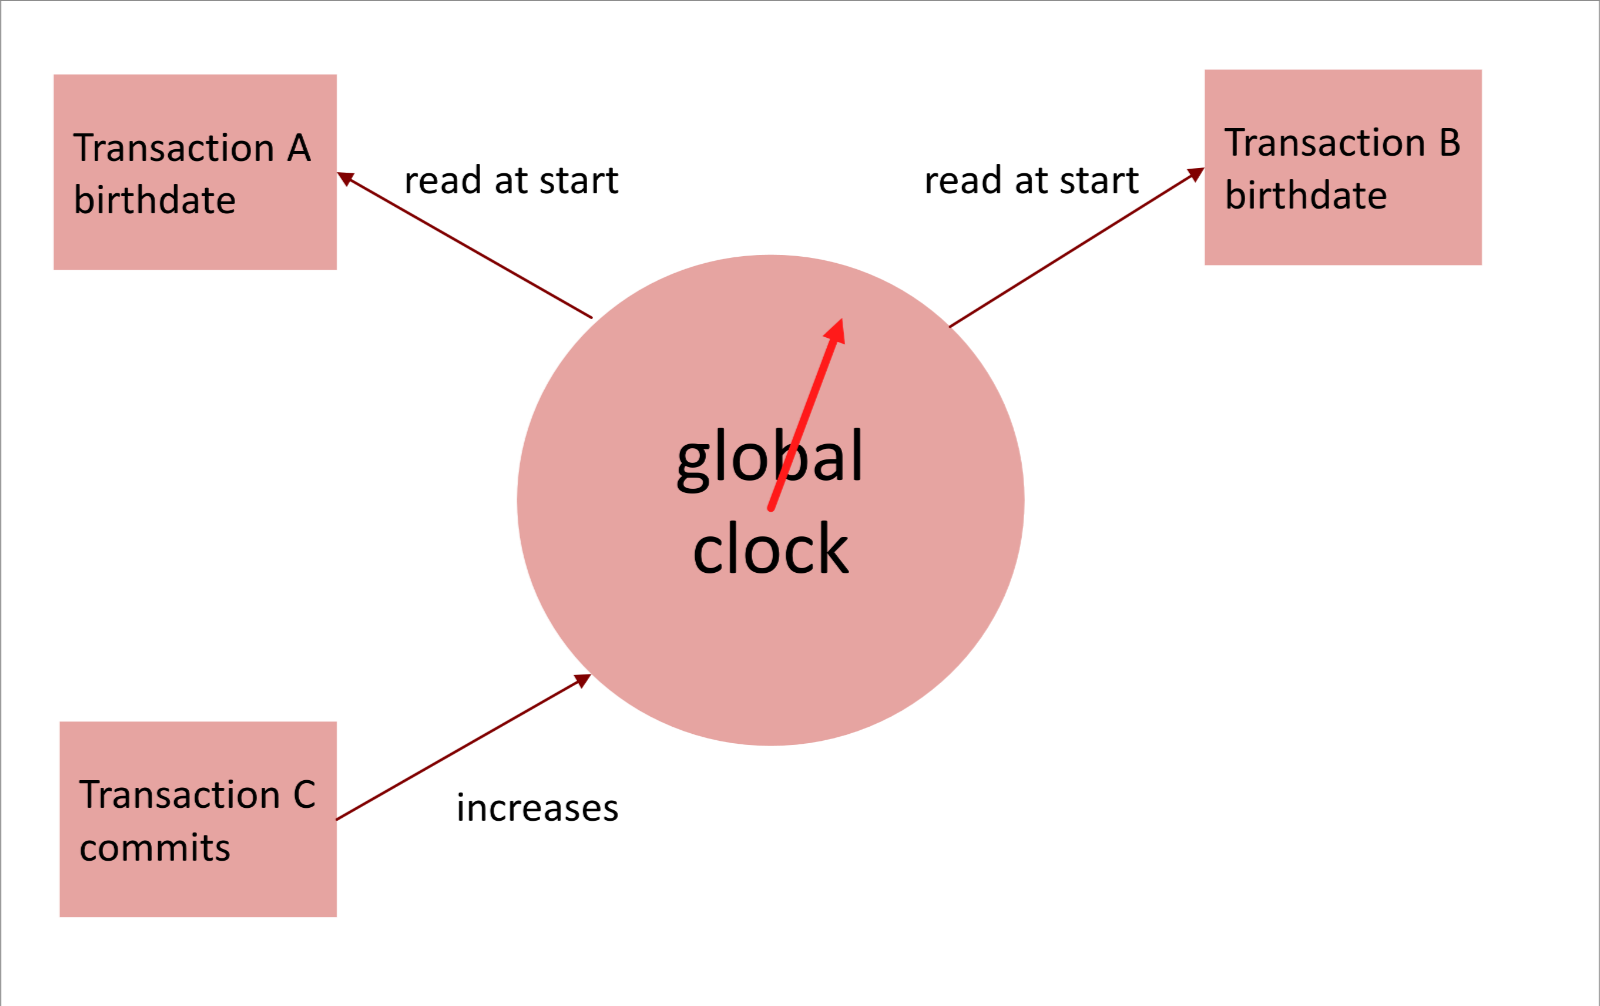 Transaction A
birthdate
read at start
read at start
Transaction B
birthdate
global
clock
Transaction C
commits
increases